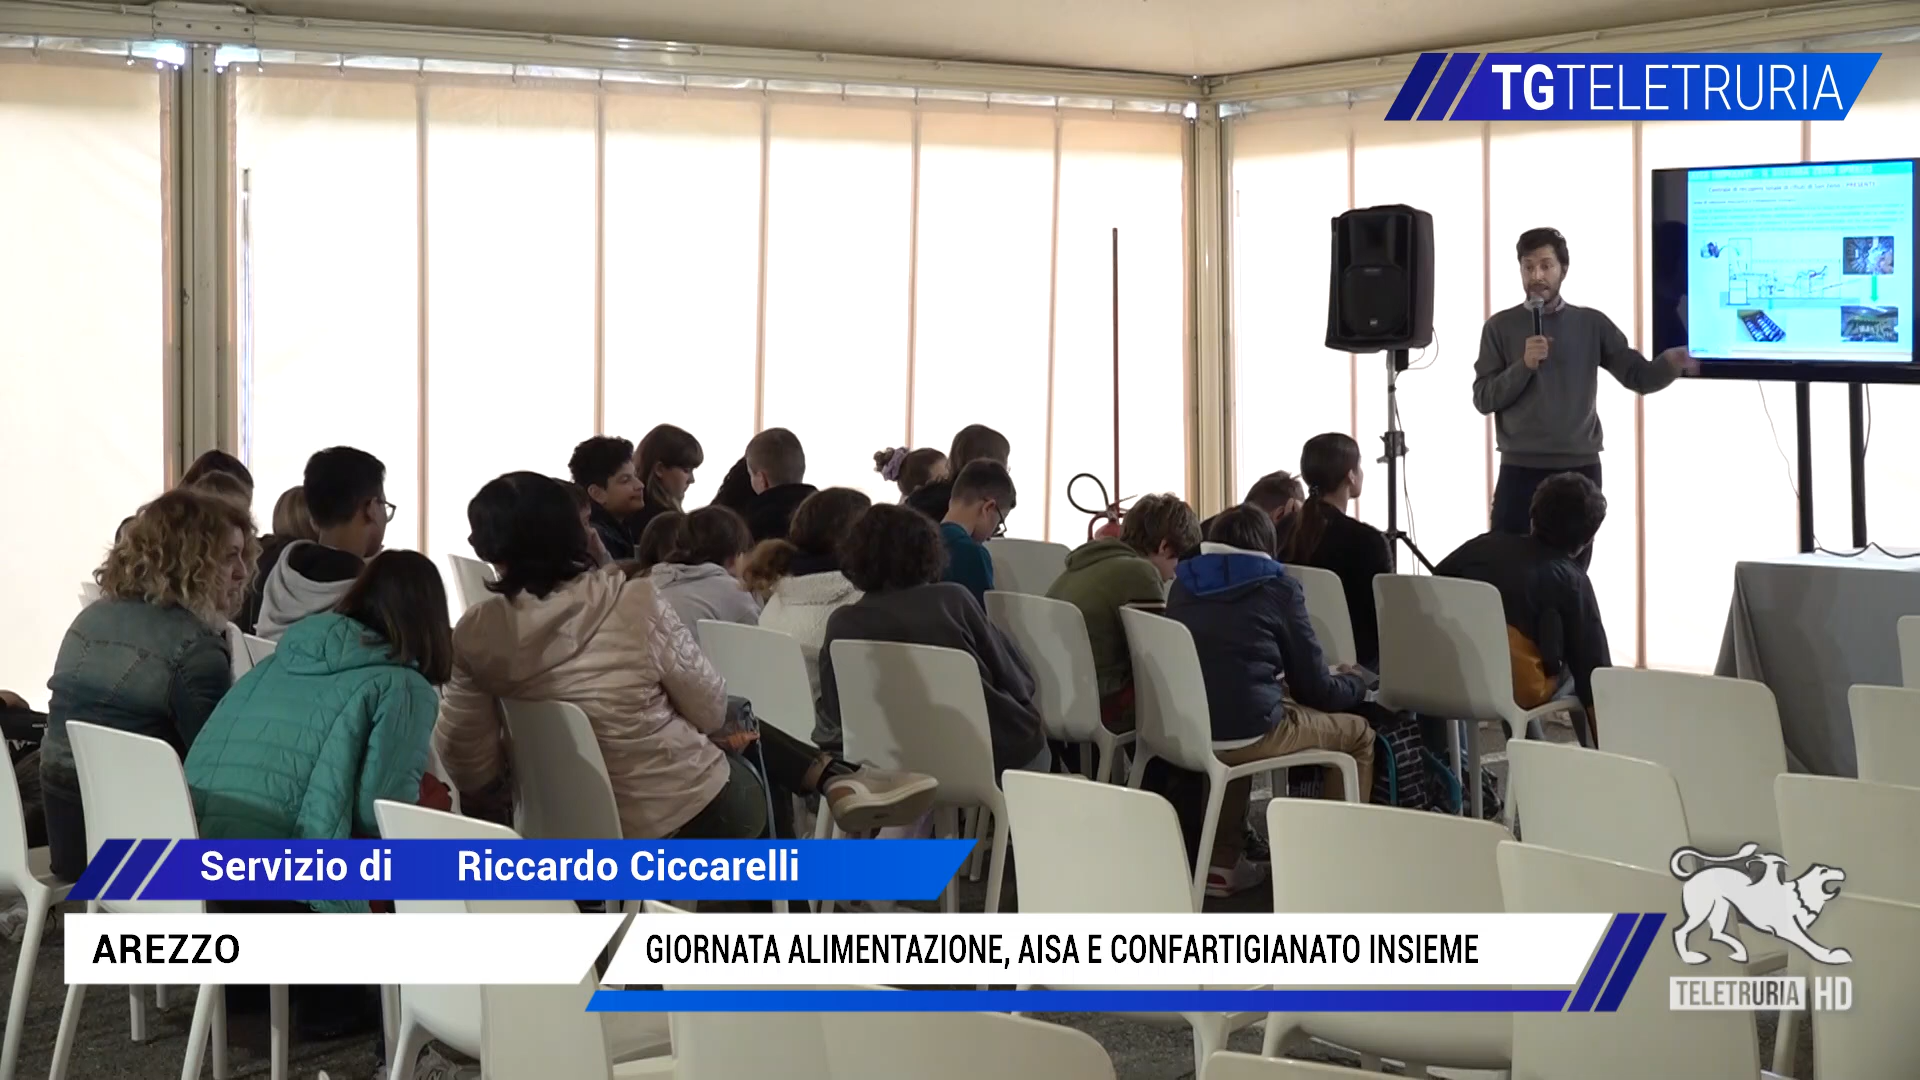 TGTELETRURIA
Servizio di Riccardo Ciccarelli
AREZZO
GIORNATA ALIMENTAZIONE, AISA E CONFARTIGIANATO INSIEME
TELETRURIA HD